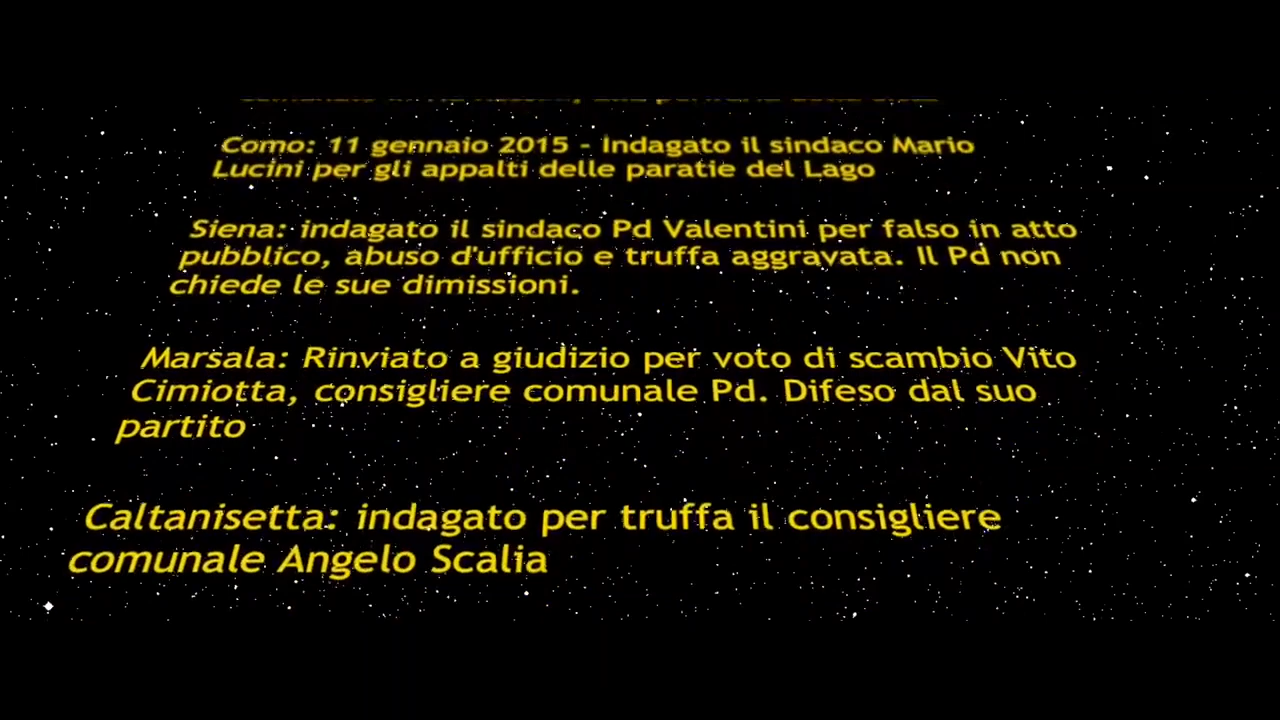 Como: 11 gennaio 2015 - Indagato il sindaco Mario
Lucini per gli appalti delle paratie del Lago
Siena: indagato il sindaco Pd Valentini per falso in atto
pubblico, abuso d'ufficio e truffa aggravata. Il Pd non
chiede le sue dimissioni.
Marsala: Rinviato a giudizio per voto di scambio Vito
Cimiotta, consigliere comunale Pd. Difeso dal suo
partito
Caltanisetta: indagato per truffa il consigliere
comunale Angelo Scalia